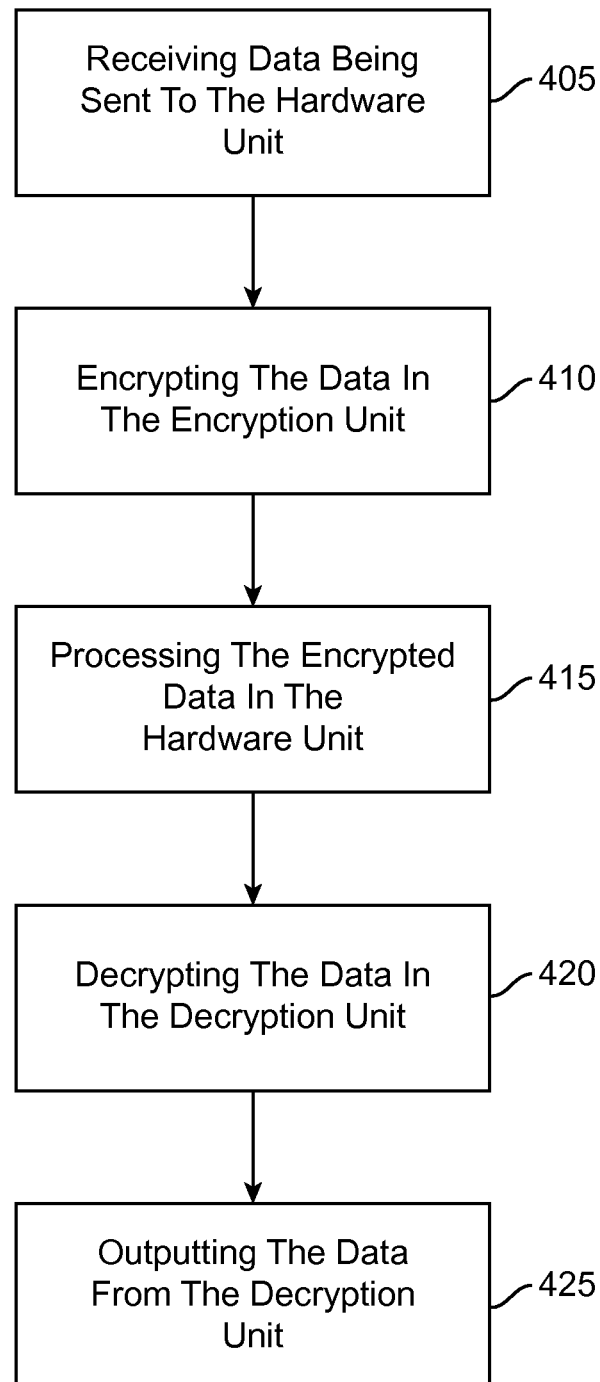 Receiving Data Being
Sent To The Hardware
Unit
405
Encrypting The Data In
The Encryption Unit
410
Processing The Encrypted
Data In The
Hardware Unit
415
Decrypting The Data In
The Decryption Unit
420
Outputting The Data
From The Decryption
Unit
425